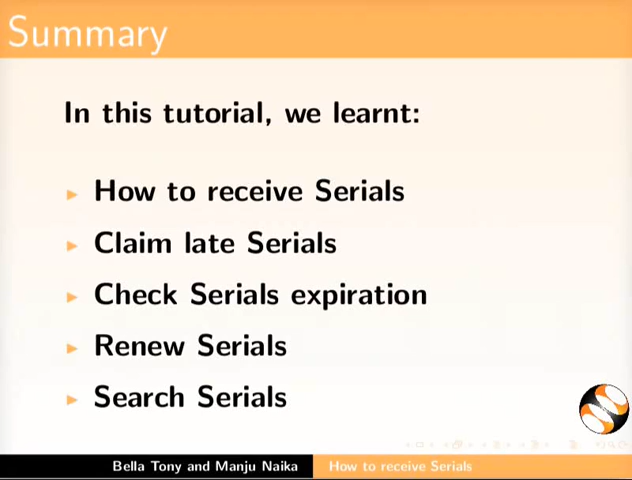 Summary
In this tutorial, we learnt:
How to receive Serials
Claim late Serials
Check Serials expiration
Renew Serials
Search Serials
Bella Tony and Manju Naika
How to receive Serials